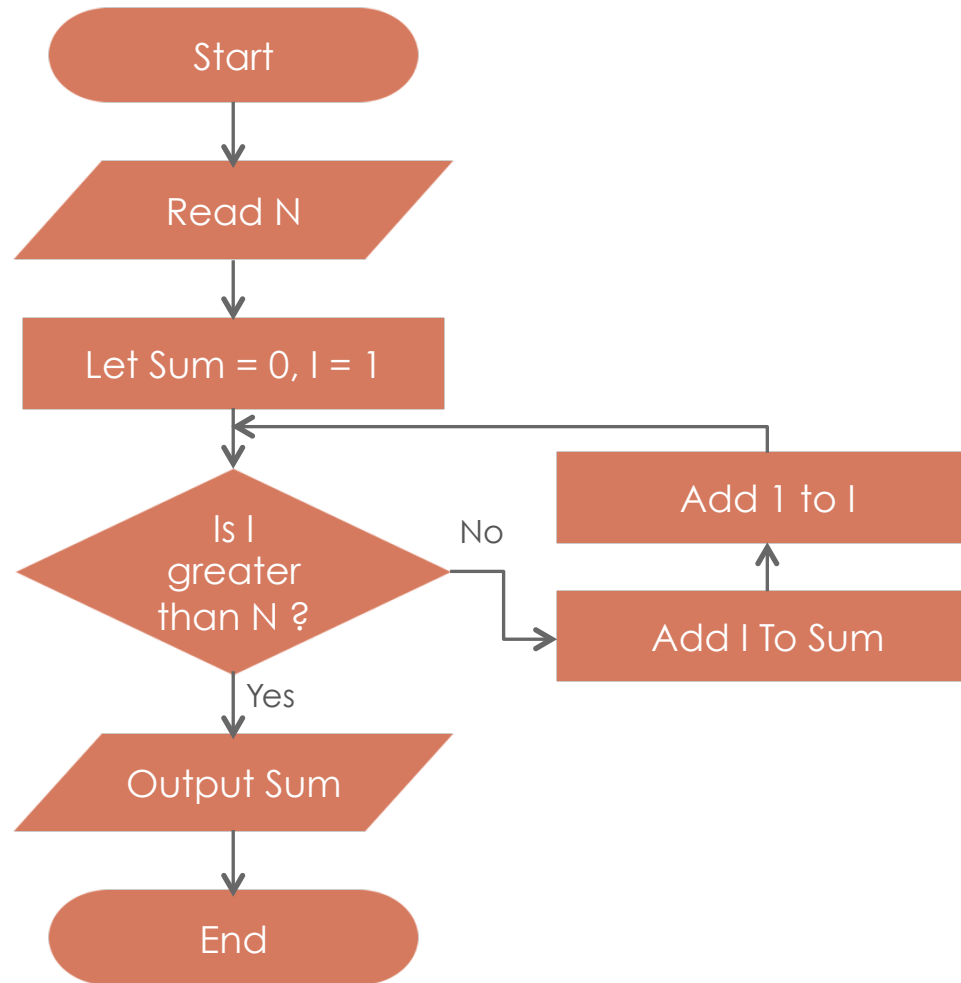 Start
Read N
Let Sum = 0, I = 1
Is I
greater
than N ?
No
Add 1 to I
Add I To Sum
Yes
Output Sum
End